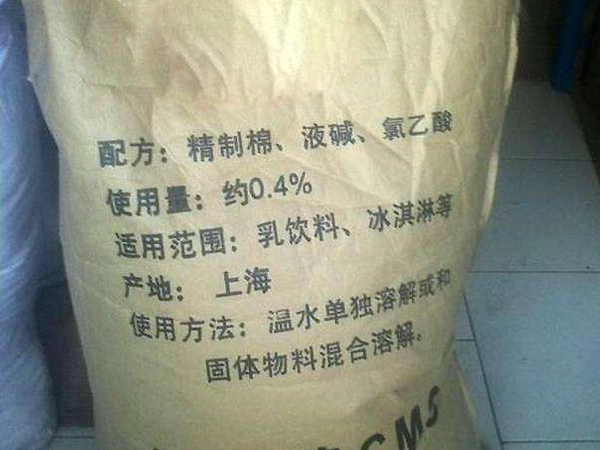 配方：精制棉、液碱、氯乙酸
使用量：约0.4%
适用范围：乳饮料、冰淇淋等
产地：上海
使用方法：温水单独溶解或和
固体物料混合溶解。
CMS